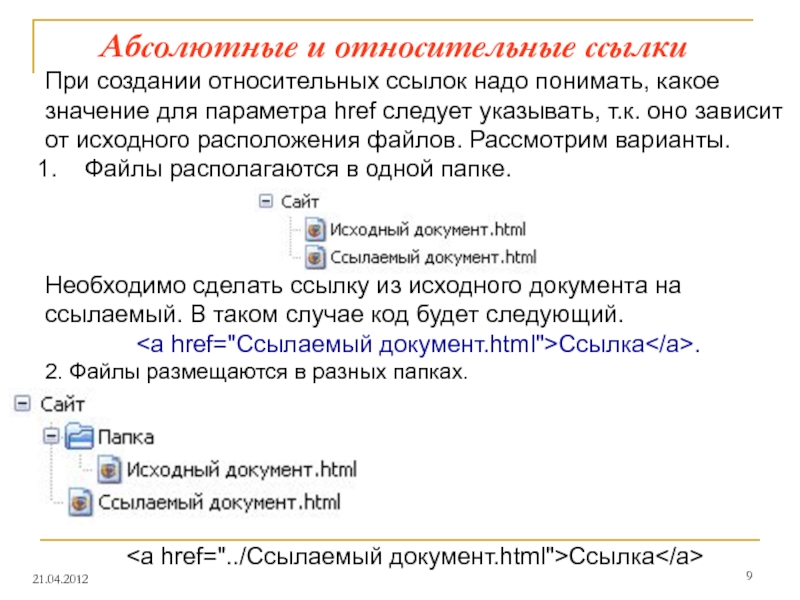 Абсолютные и относительные ссылки
При создании относительных ссылок надо понимать, какое
значение для параметра href следует указывать, т.к. оно зависит
от исходного расположения файлов. Рассмотрим варианты.
1. Файлы располагаются в одной папке.
Сайт
Исходный документ.html
Ссылаемый документ.html
Необходимо сделать ссылку из исходного документа на
ссылаемый. В таком случае код будет следующий.
<a href="Ссылаемый документ.html">Ссылка</a>.
2. Файлы размещаются в разных папках.
Сайт
Папка
Исходный документ.html
Ссылаемый документ.html
<a href="../Ссылаемый документ.html">Ссылка</a>
21.04.2012
9